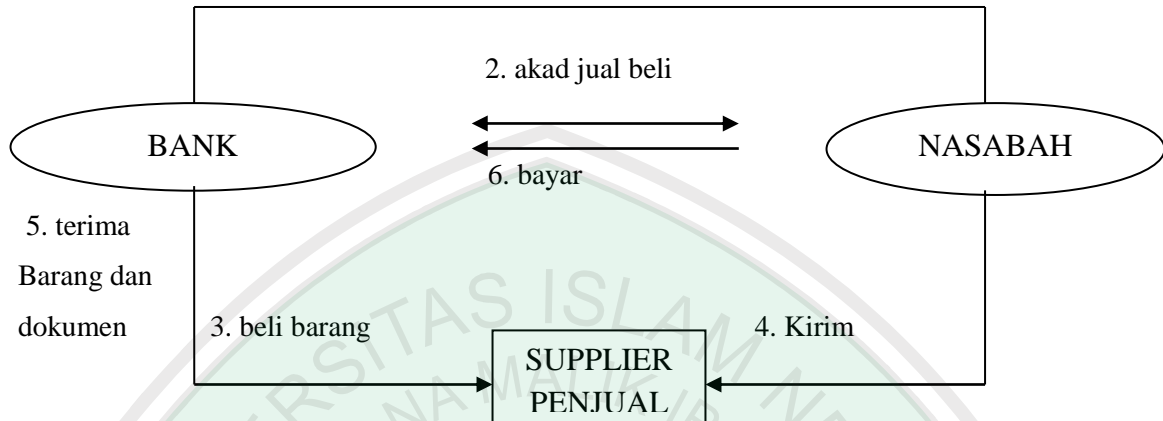 2. akad jual beli
BANK
NASABAH
6. bayar
5. terima
Barang dan
dokumen
3. beli barang
4. Kirim
SUPPLIER
PENJUAL